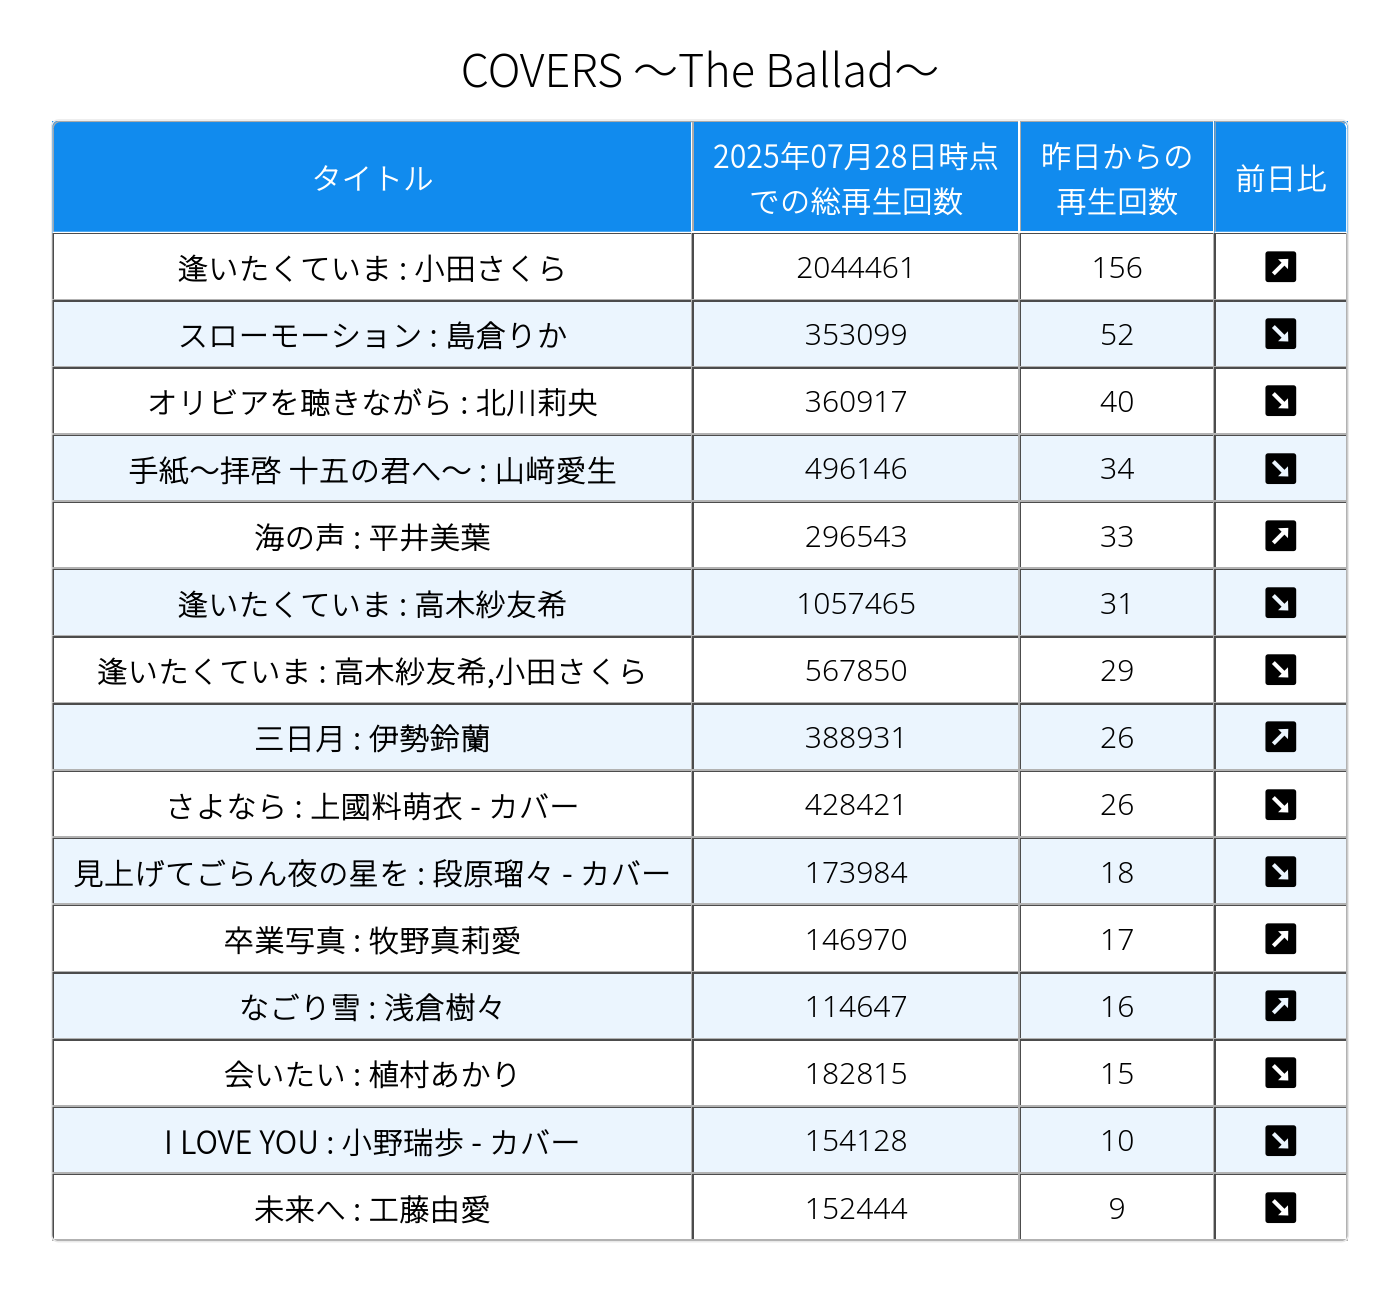 COVERS ～The Ballad～
タイトル
2025年07月28日時点
での総再生回数
昨日からの
再生回数
前日比
逢いたくていま : 小田さくら 2044461 156 ↗
スローモーション : 島倉りか 353099 52 ↘
オリビアを聴きながら : 北川莉央 360917 40 ↘
手紙～拝啓 十五の君へ～ : 山﨑愛生 496146 34 ↘
海の声 : 平井美葉 296543 33 ↗
逢いたくていま : 高木紗友希 1057465 31 ↘
逢いたくていま : 高木紗友希,小田さくら 567850 29 ↘
三日月 : 伊勢鈴蘭 388931 26 ↗
さよなら : 上國料萌衣 - カバー 428421 26 ↘
見上げてごらん夜の星を : 段原瑠々 - カバー 173984 18 ↘
卒業写真 : 牧野真莉愛 146970 17 ↗
なごり雪 : 浅倉樹々 114647 16 ↗
会いたい : 植村あかり 182815 15 ↘
I LOVE YOU : 小野瑞歩 - カバー 154128 10 ↘
未来へ : 工藤由愛 152444 9 ↘